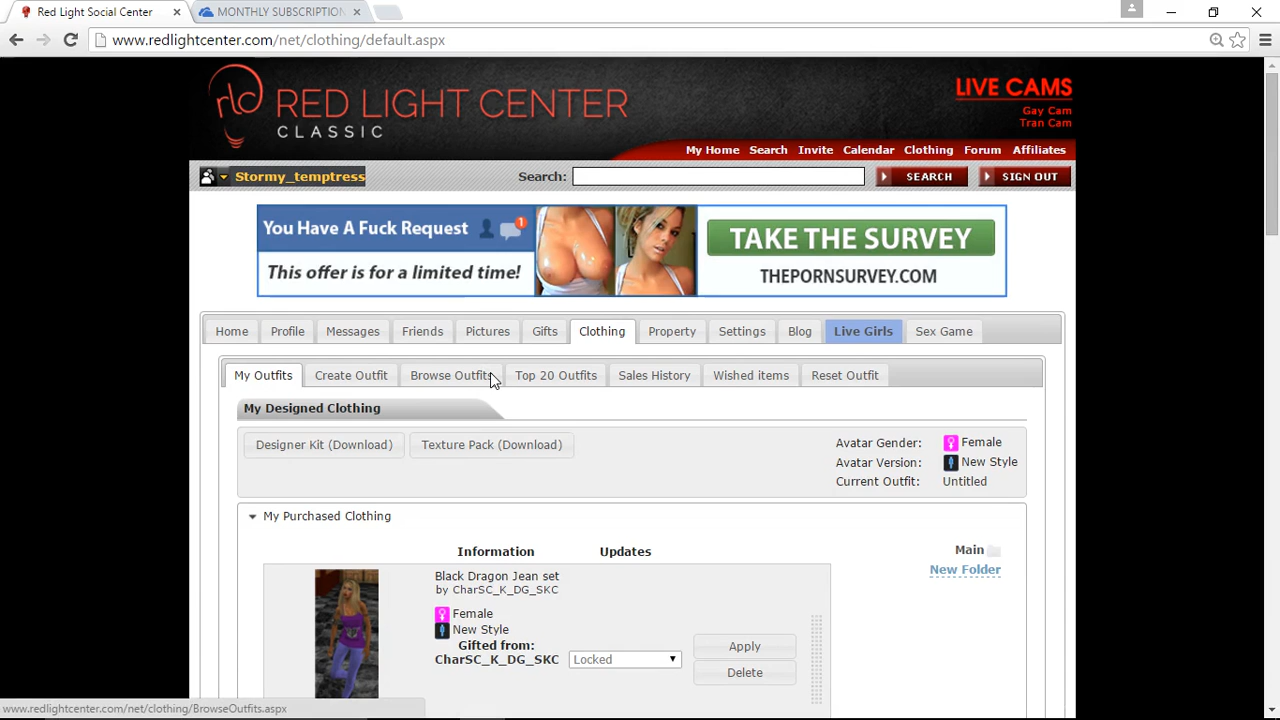 Red Light Social Center
MONTHLY SUBSCRIPTION
www.redlightcenter.com/net/clothing/default.aspx
rlc RED LIGHT CENTER
CLASSIC
LIVE CAMS
Gay Cam
Tran Cam
My Home Search Invite Calendar Clothing Forum Affiliates
Stormy_temptress Search: SEARCH SIGN OUT
You Have A Fuck Request 1
This offer is for a limited time!
TAKE THE SURVEY
THEPORNSURVEY.COM
Home Profile Messages Friends Pictures Gifts Clothing Property Settings Blog Live Girls Sex Game
My Outfits Create Outfit Browse Outfits Top 20 Outfits Sales History Wished items Reset Outfit
My Designed Clothing
Designer Kit (Download) Texture Pack (Download)
Avatar Gender: Female
Avatar Version: New Style
Current Outfit: Untitled
My Purchased Clothing
Information Updates
Main
New Folder
Black Dragon Jean set
by CharSC_K_DG_SKC
Female
New Style
Gifted from:
CharSC_K_DG_SKC Locked
Apply
Delete
www.redlightcenter.com/net/clothing/BrowseOutfits.aspx